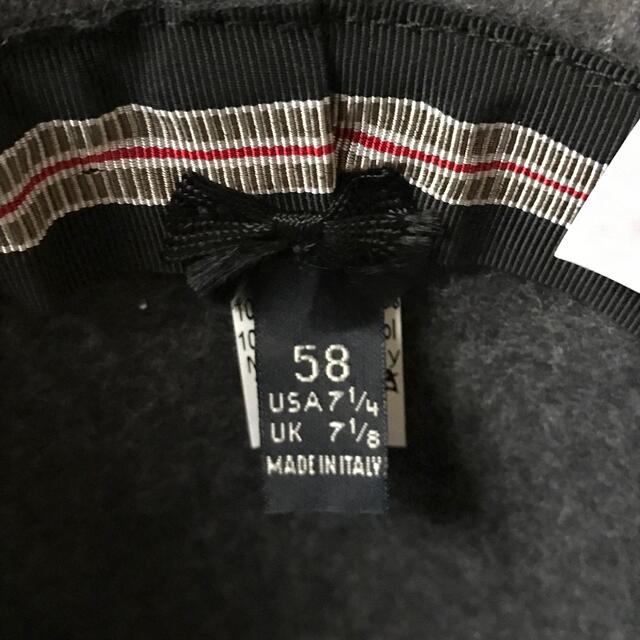 58
USA 7 1/4
UK 7 1/8
MADE IN ITALY